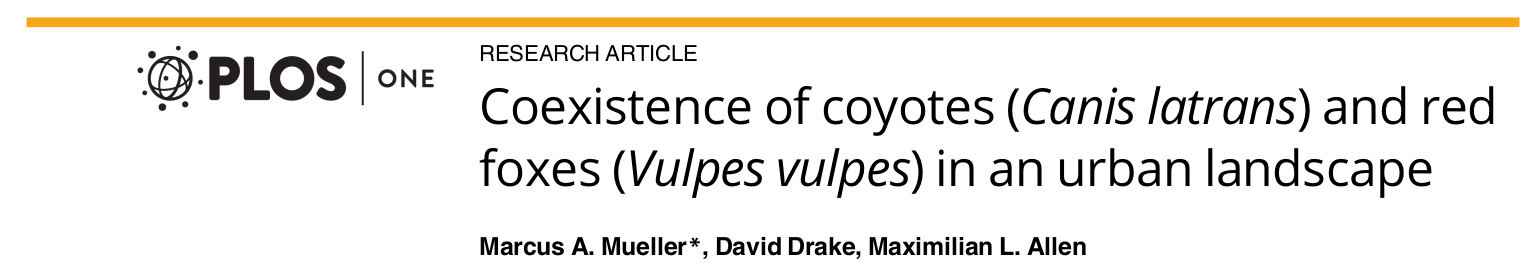 PLOS ONE
RESEARCH ARTICLE
Coexistence of coyotes (Canis latrans) and red
foxes (Vulpes vulpes) in an urban landscape
Marcus A. Mueller*, David Drake, Maximilian L. Allen